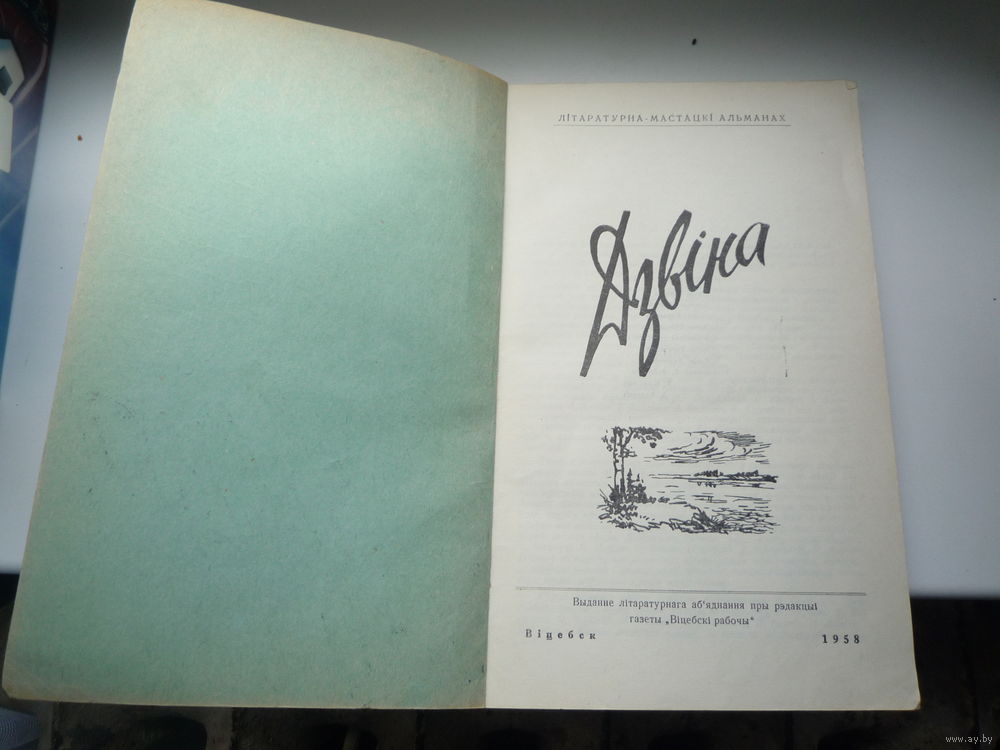 ЛІТАРАТУРНА-МАСТАЦКІ АЛЬМАНАХ
Дзвіна
Выданне літаратурнага аб'яднання пры рэдакцыі
газеты „Віцебскі рабочы"
Віцебск 1958
www.ay.by